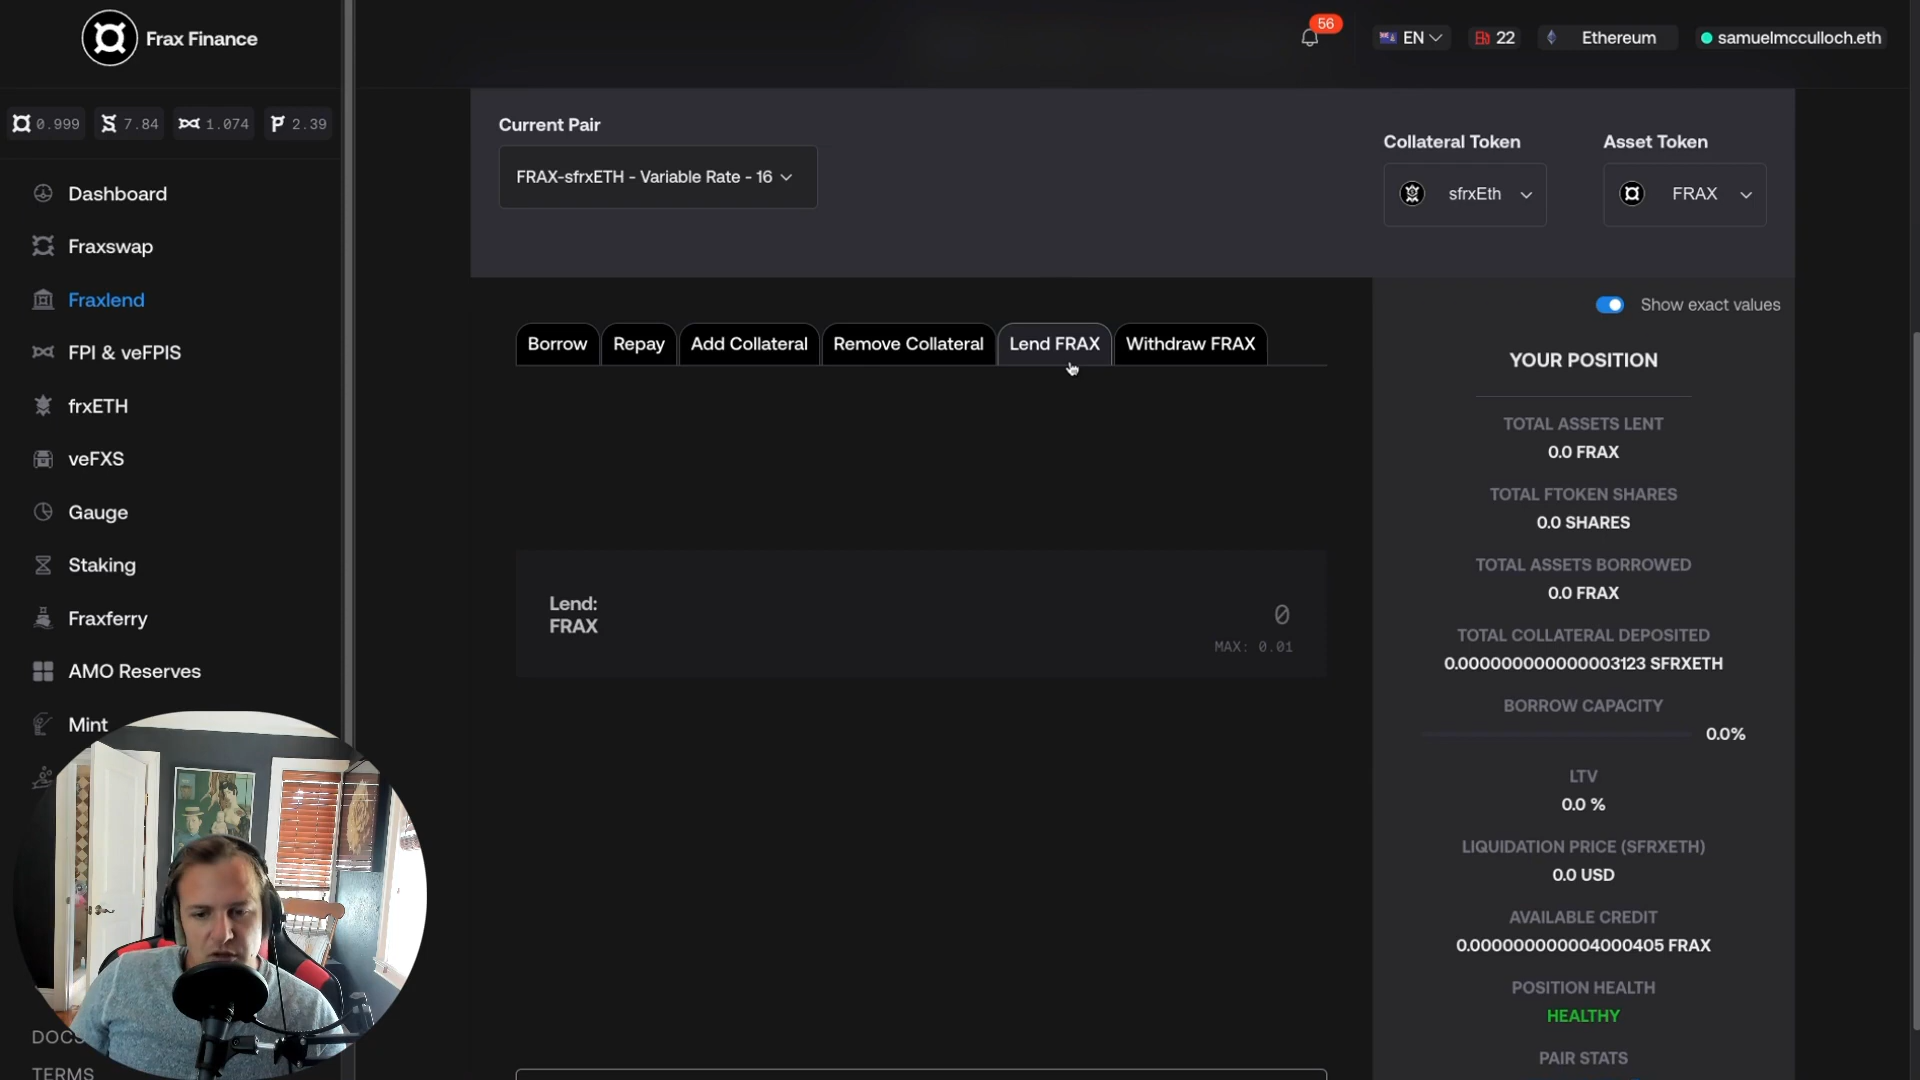 Frax Finance
56
EN
22
Ethereum
samuelmcculloch.eth
0.999
7.84
1.074
2.39
Dashboard
Fraxswap
Fraxlend
FPI & veFPIS
frxETH
veFXS
Gauge
Staking
Fraxferry
AMO Reserves
Mint
DOCS
TERMS
Current Pair
FRAX-sfrxETH - Variable Rate - 16
Collateral Token
sfrxEth
Asset Token
FRAX
Borrow
Repay
Add Collateral
Remove Collateral
Lend FRAX
Withdraw FRAX
Lend:
FRAX
0
MAX: 0.01
Show exact values
YOUR POSITION
TOTAL ASSETS LENT
0.0 FRAX
TOTAL FTOKEN SHARES
0.0 SHARES
TOTAL ASSETS BORROWED
0.0 FRAX
TOTAL COLLATERAL DEPOSITED
0.000000000000003123 SFRXETH
BORROW CAPACITY
0.0%
LTV
0.0 %
LIQUIDATION PRICE (SFRXETH)
0.0 USD
AVAILABLE CREDIT
0.000000000004000405 FRAX
POSITION HEALTH
HEALTHY
PAIR STATS